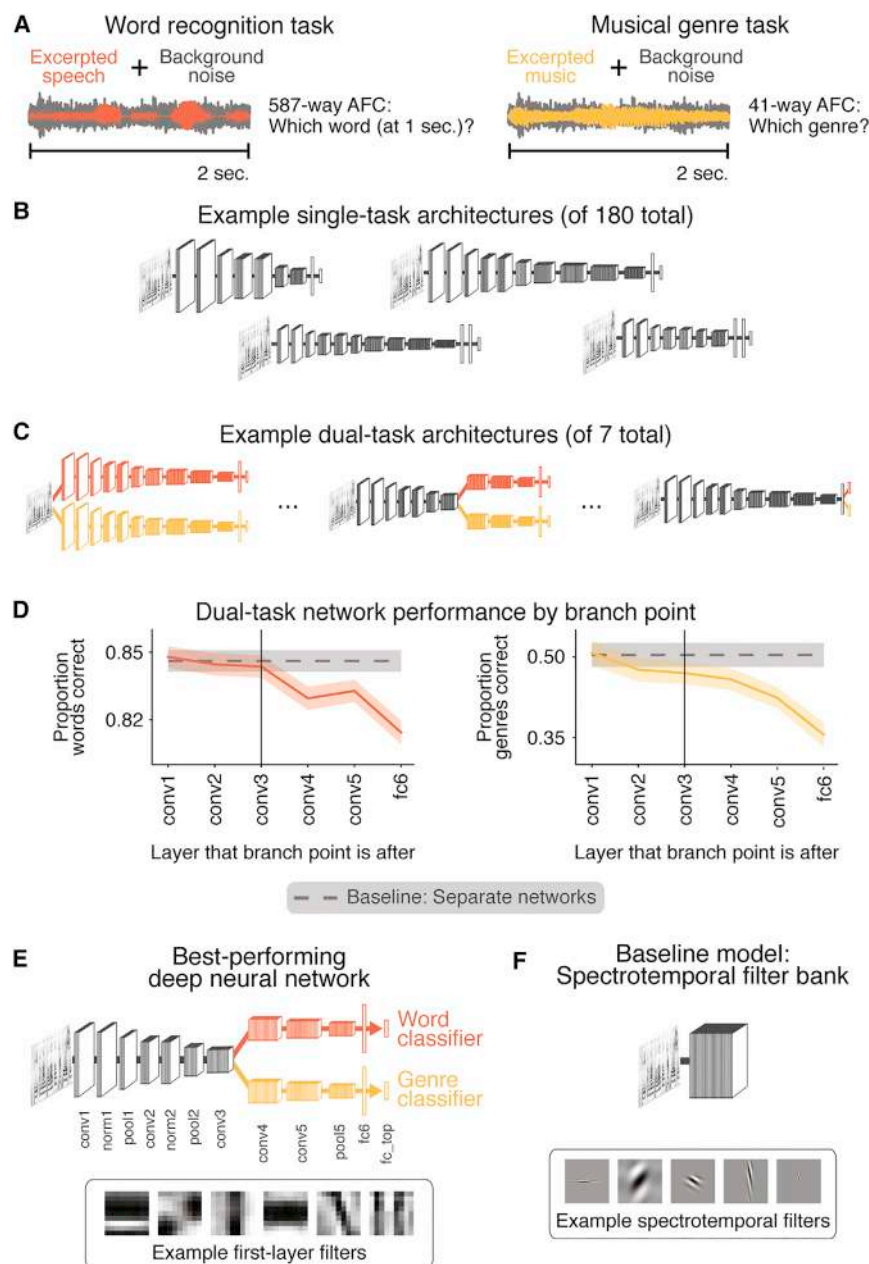 A
Word recognition task
Excerpted speech + Background noise
587-way AFC:
Which word (at 1 sec.)?
2 sec.
Musical genre task
Excerpted music + Background noise
41-way AFC:
Which genre?
2 sec.
B
Example single-task architectures (of 180 total)
C
Example dual-task architectures (of 7 total)
...
...
D
Dual-task network performance by branch point
Proportion
words correct
0.85
0.82
conv1
conv2
conv3
conv4
conv5
fc6
Layer that branch point is after
Proportion
genres correct
0.50
0.35
conv1
conv2
conv3
conv4
conv5
fc6
Layer that branch point is after
Baseline: Separate networks
E
Best-performing
deep neural network
Word
classifier
Genre
classifier
conv1
norm1
pool1
conv2
norm2
pool2
conv3
conv4
conv5
pool5
fc6
fc_top
Example first-layer filters
F
Baseline model:
Spectrotemporal filter bank
Example spectrotemporal filters